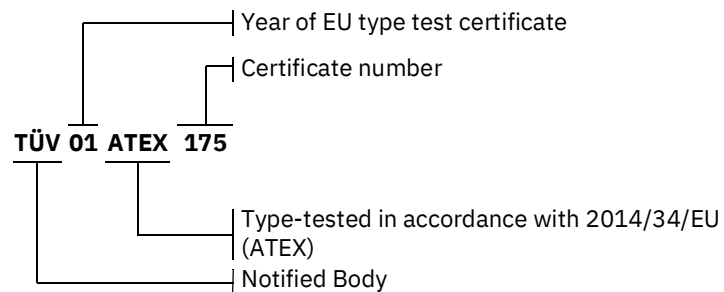 Year of EU type test certificate
Certificate number
TÜV 01 ATEX 175
Type-tested in accordance with 2014/34/EU
(ATEX)
Notified Body